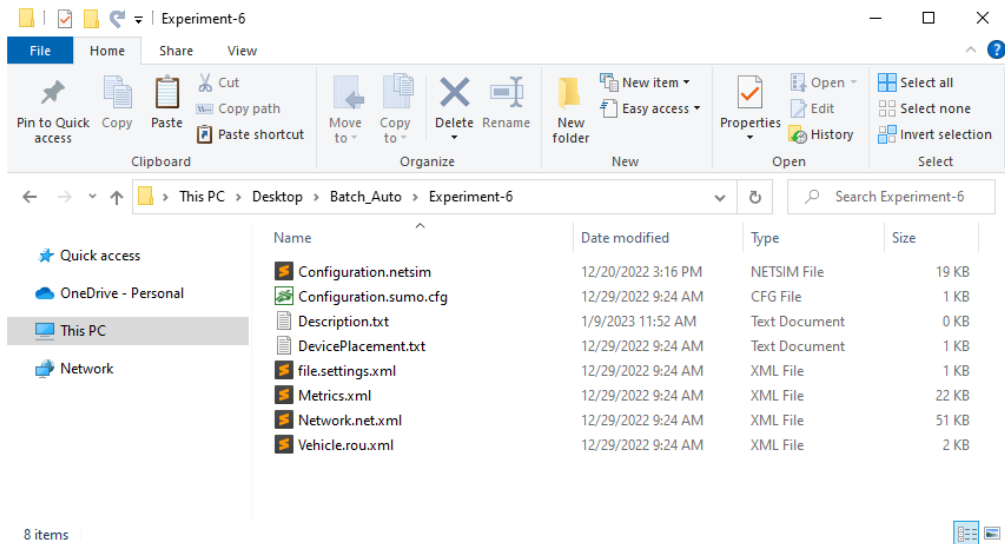 Experiment-6
File Home Share View
Pin to Quick access
Copy
Paste
Cut
Copy path
Paste shortcut
Move to
Copy to
Delete
Rename
New folder
New item
Easy access
Properties
Open
Edit
History
Select all
Select none
Invert selection
Clipboard Organize New Open Select
This PC > Desktop > Batch_Auto > Experiment-6
Search Experiment-6
Quick access
OneDrive - Personal
This PC
Network
Name Date modified Type Size
Configuration.netsim 12/20/2022 3:16 PM NETSIM File 19 KB
Configuration.sumo.cfg 12/29/2022 9:24 AM CFG File 1 KB
Description.txt 1/9/2023 11:52 AM Text Document 0 KB
DevicePlacement.txt 12/29/2022 9:24 AM Text Document 1 KB
file.settings.xml 12/29/2022 9:24 AM XML File 1 KB
Metrics.xml 12/29/2022 9:24 AM XML File 22 KB
Network.net.xml 12/29/2022 9:24 AM XML File 51 KB
Vehicle.rou.xml 12/29/2022 9:24 AM XML File 2 KB
8 items